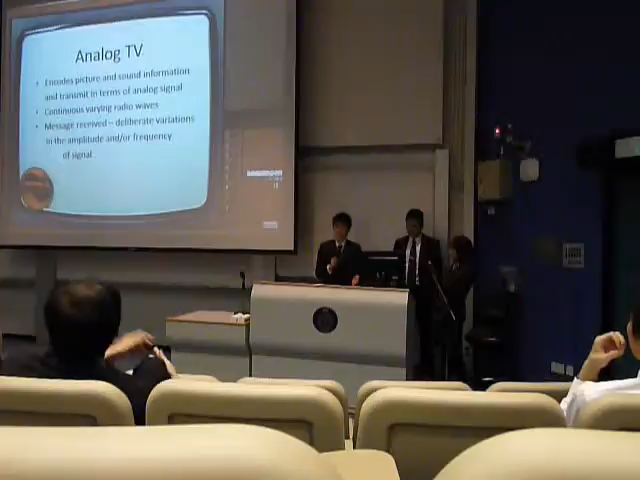 Analog TV
• Encodes picture and sound information
and transmit in terms of analog signal
• Continuous varying radio waves
• Message received – deliberate variations
in the amplitude and/or frequency
of signal